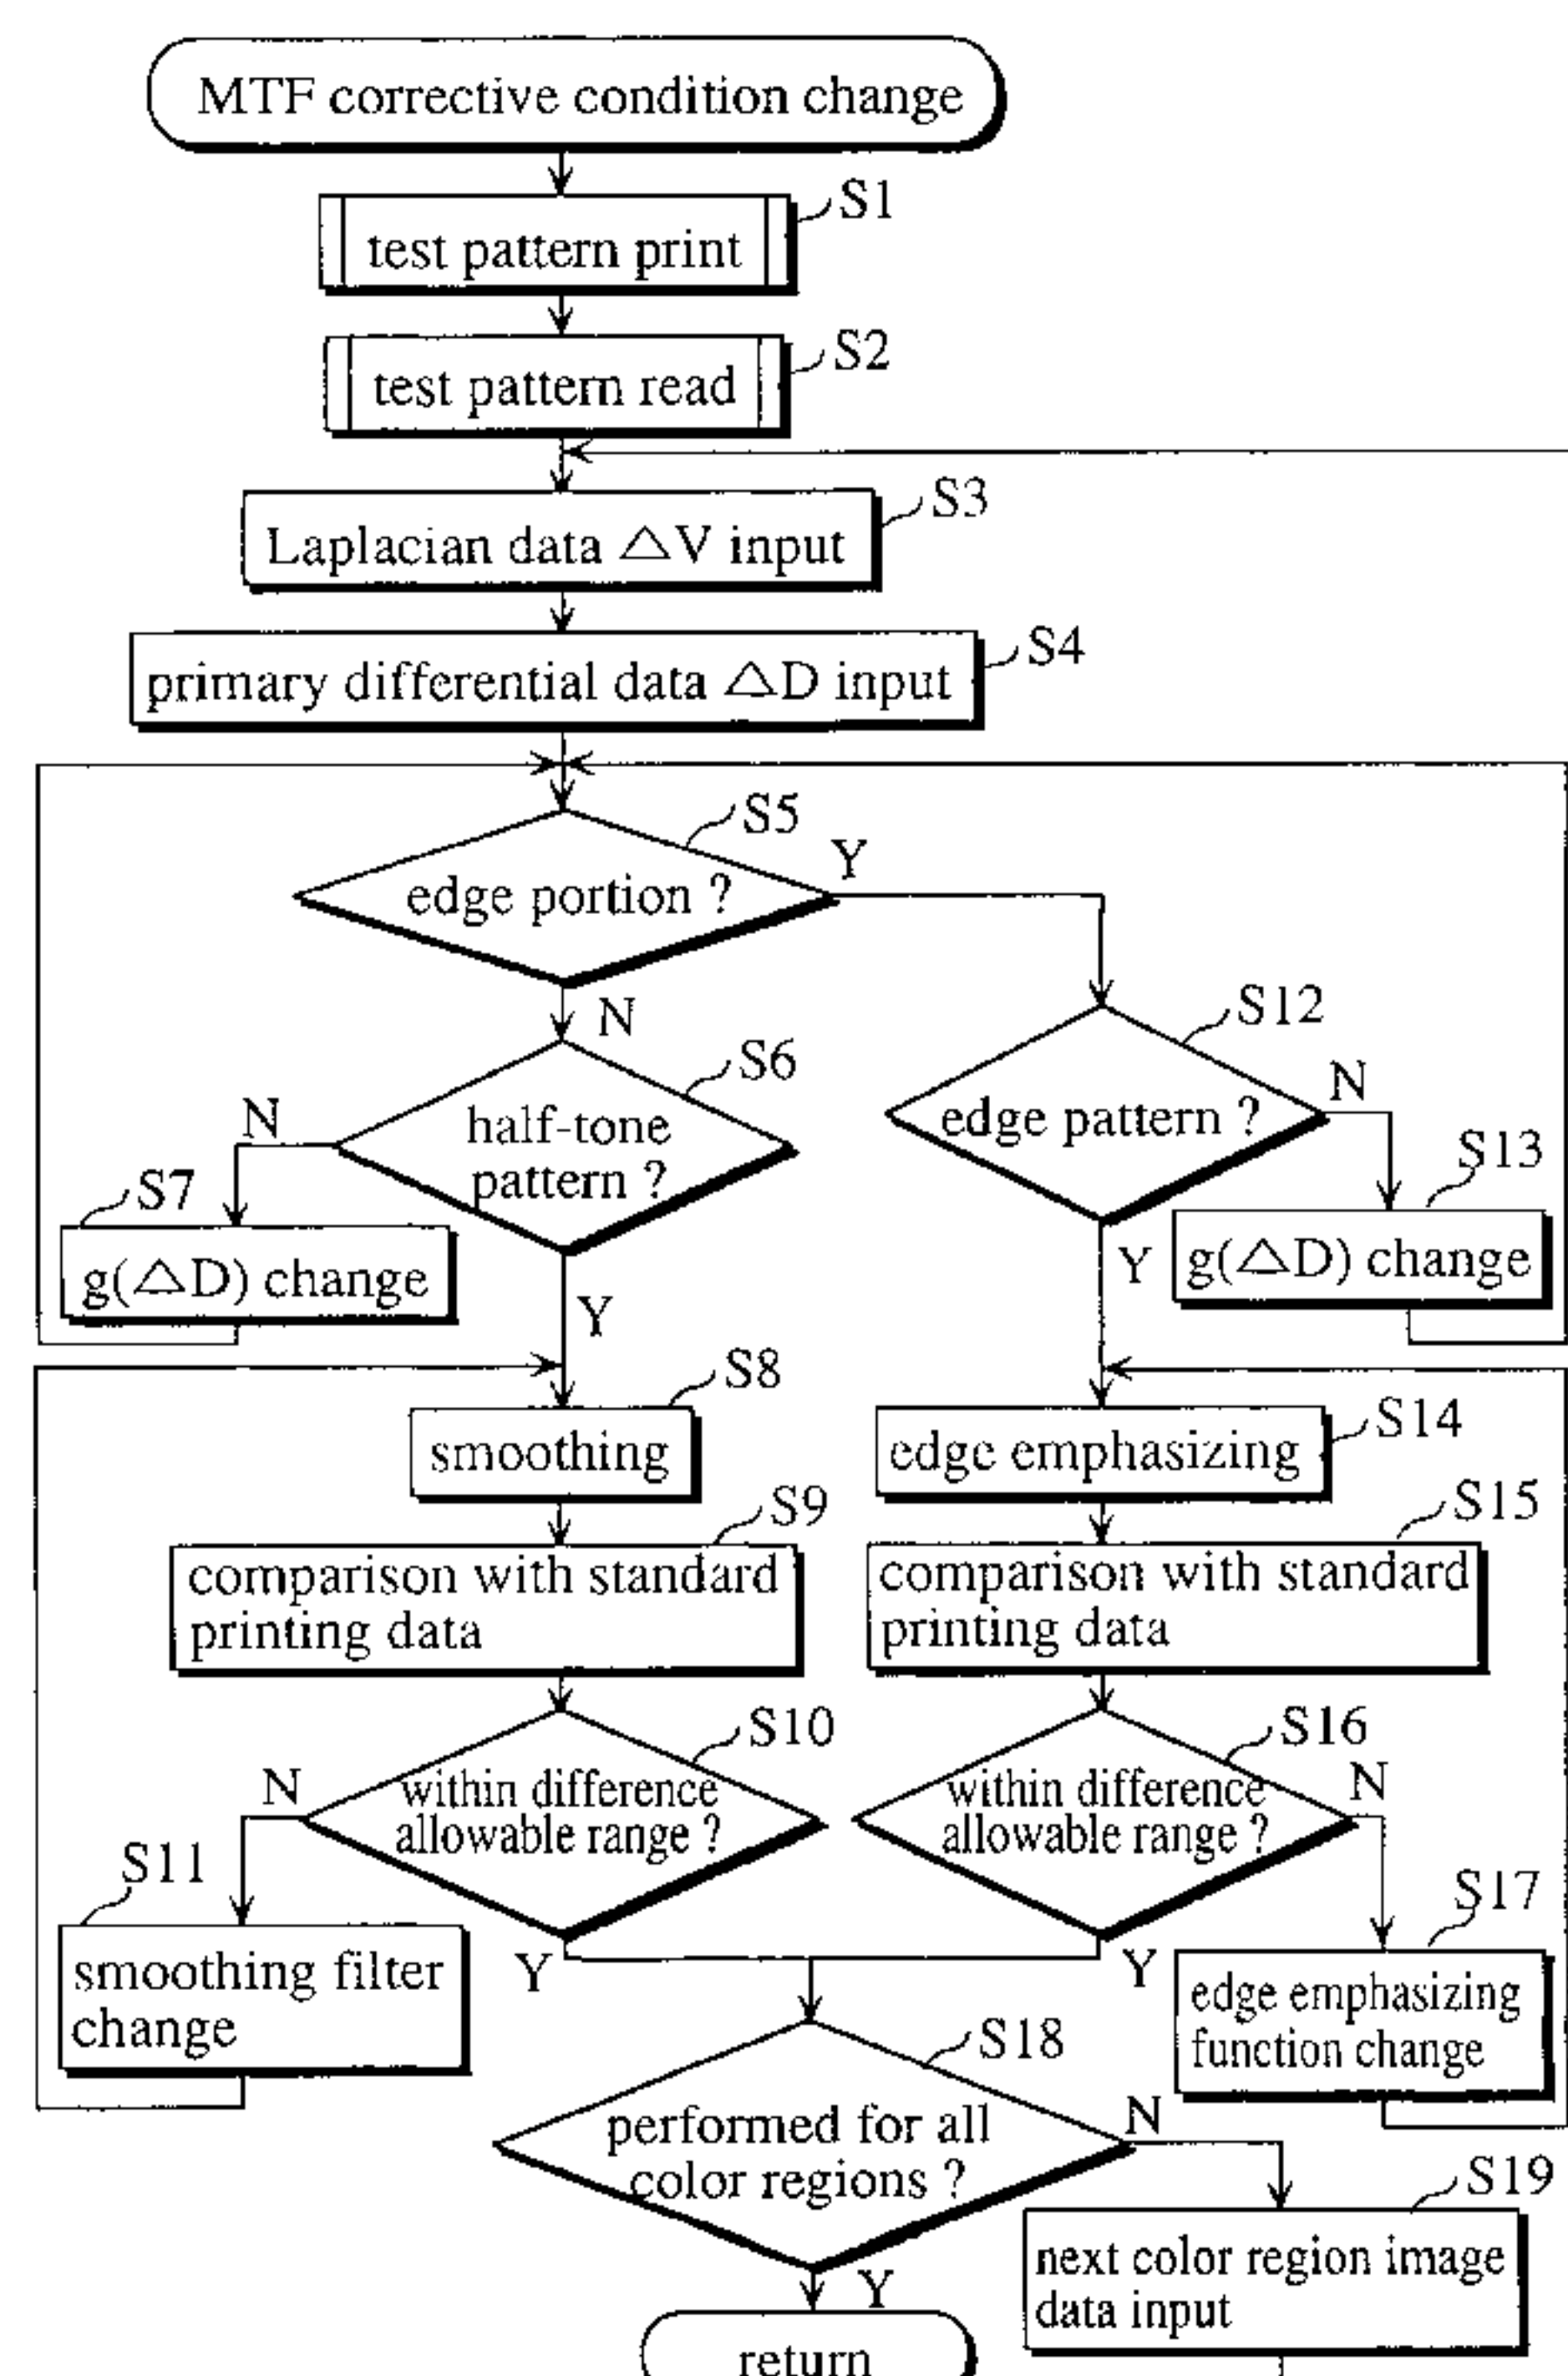 MTF corrective condition change
S1
test pattern print
S2
test pattern read
S3
Laplacian data △V input
S4
primary differential data △D input
S5
edge portion ?
Y
N
S6
half-tone
pattern ?
N
S7
g(△D) change
Y
S12
edge pattern ?
N
S13
g(△D) change
Y
S8
smoothing
S9
comparison with standard
printing data
S10
within difference
allowable range ?
N
S11
smoothing filter
change
Y
S14
edge emphasizing
S15
comparison with standard
printing data
S16
within difference
allowable range ?
N
S17
edge emphasizing
function change
Y
S18
performed for all
color regions ?
N
S19
next color region image
data input
Y
return